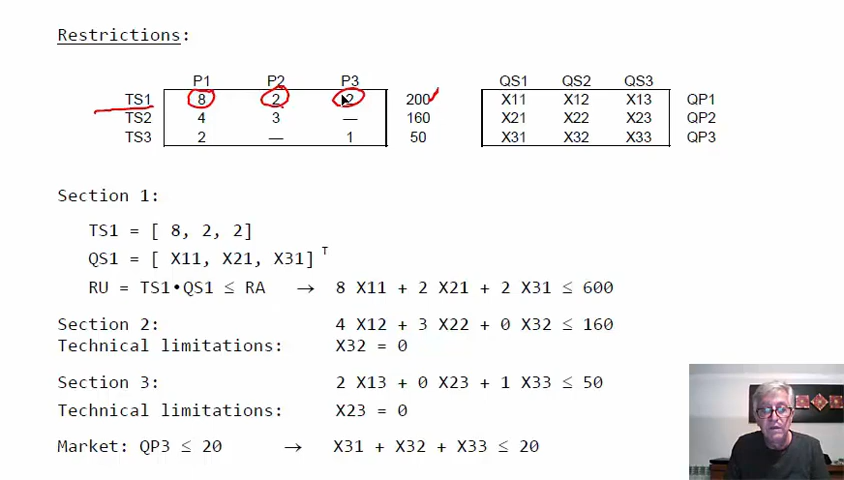 Restrictions:
P1 P2 P3 QS1 QS2 QS3
TS1 8 2 2 200 X11 X12 X13 QP1
TS2 4 3 — 160 X21 X22 X23 QP2
TS3 2 — 1 50 X31 X32 X33 QP3
Section 1:
TS1 = [ 8, 2, 2]
QS1 = [ X11, X21, X31] T
RU = TS1•QS1 ≤ RA → 8 X11 + 2 X21 + 2 X31 ≤ 600
Section 2: 4 X12 + 3 X22 + 0 X32 ≤ 160
Technical limitations: X32 = 0
Section 3: 2 X13 + 0 X23 + 1 X33 ≤ 50
Technical limitations: X23 = 0
Market: QP3 ≤ 20 → X31 + X32 + X33 ≤ 20